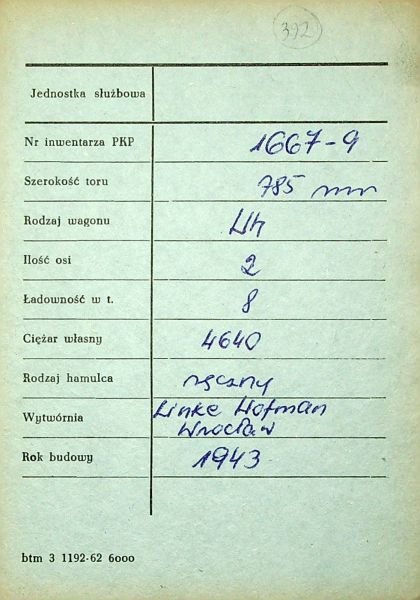 392
Jednostka służbowa
Nr inwentarza PKP 1667-9
Szerokość toru 785 mm
Rodzaj wagonu Wh
Ilość osi 2
Ładowność w t. 8
Ciężar własny 4640
Rodzaj hamulca ręczny
Wytwórnia Linke Hofman
Wrocław
Rok budowy 1943
btm 3 1192-62 6000